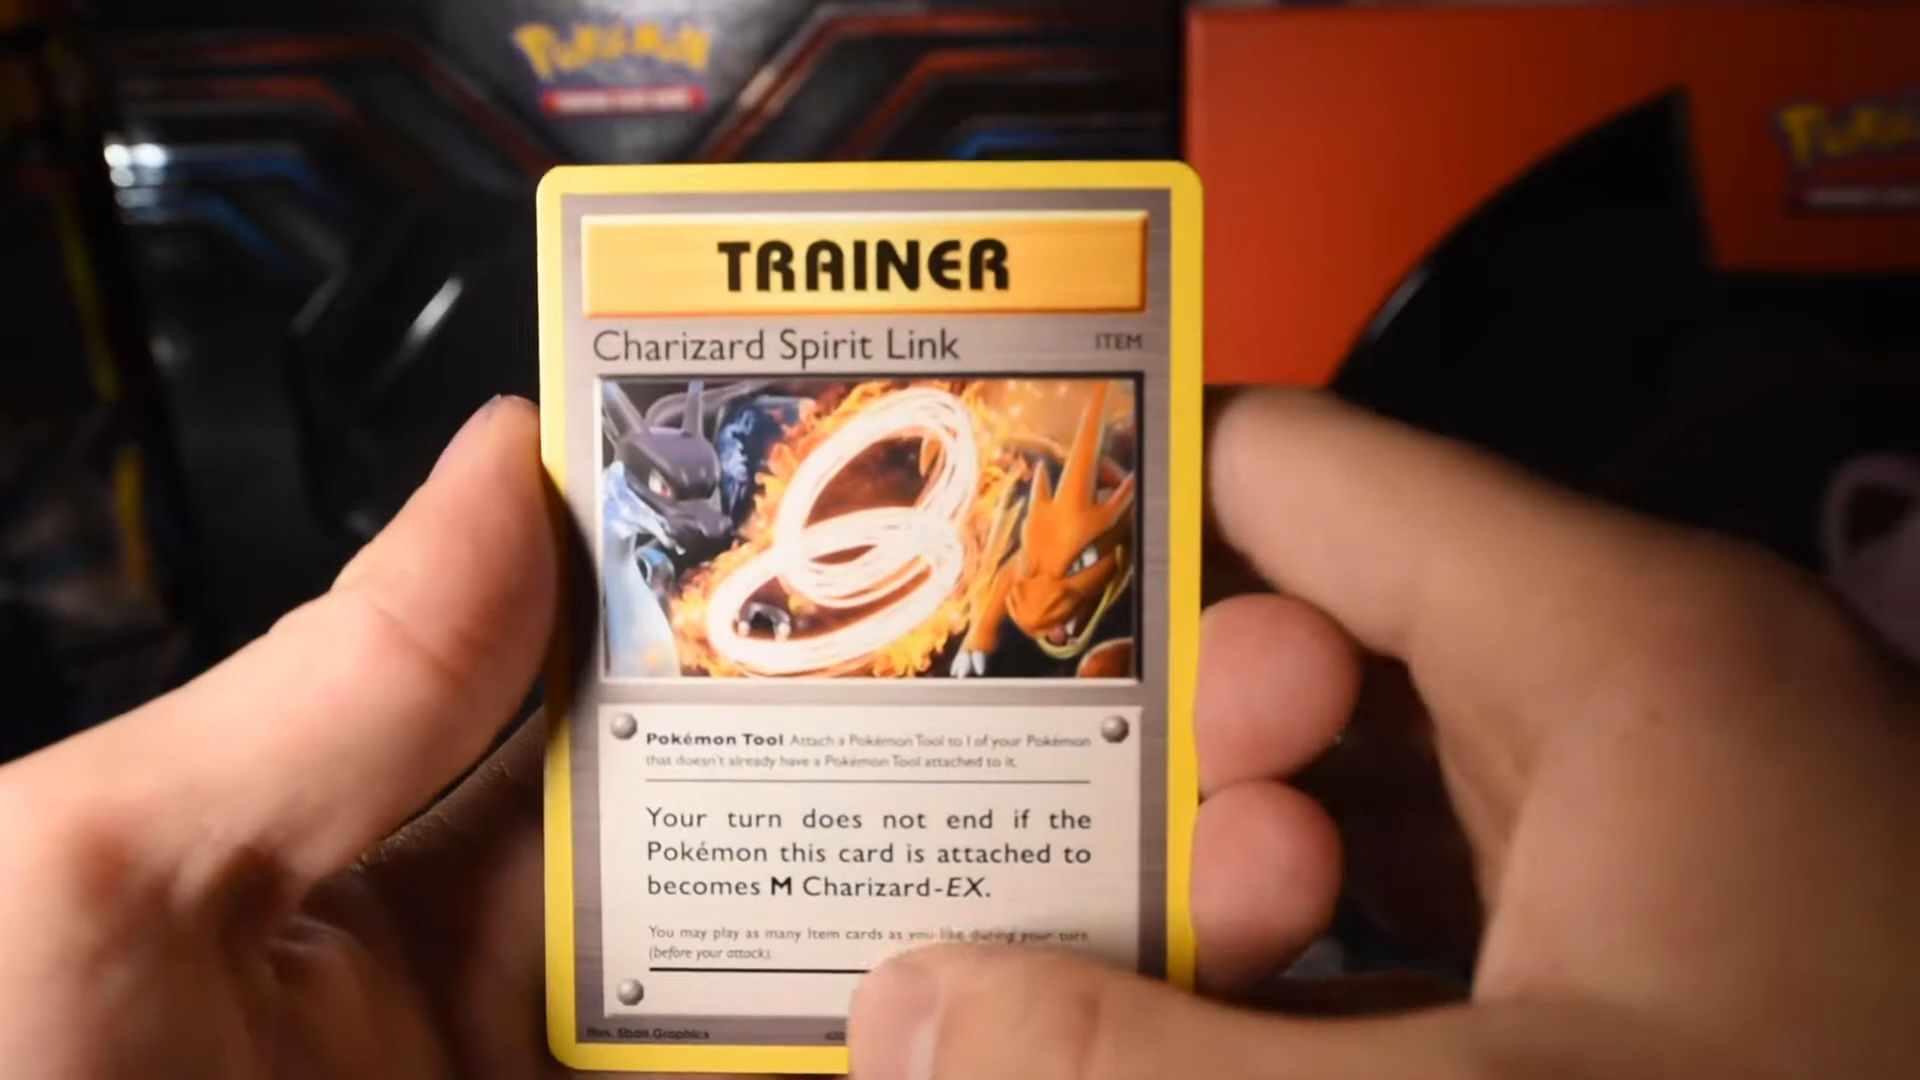 Pokémon
TRAINER
Charizard Spirit Link
ITEM
Pokémon Tool Attach a Pokémon Tool to 1 of your Pokémon
that doesn't already have a Pokémon Tool attached to it.
Your turn does not end if the
Pokémon this card is attached to
becomes M Charizard-EX.
You may play as many Item cards as you like during your turn
(before your attack).
Illus. 5ban Graphics